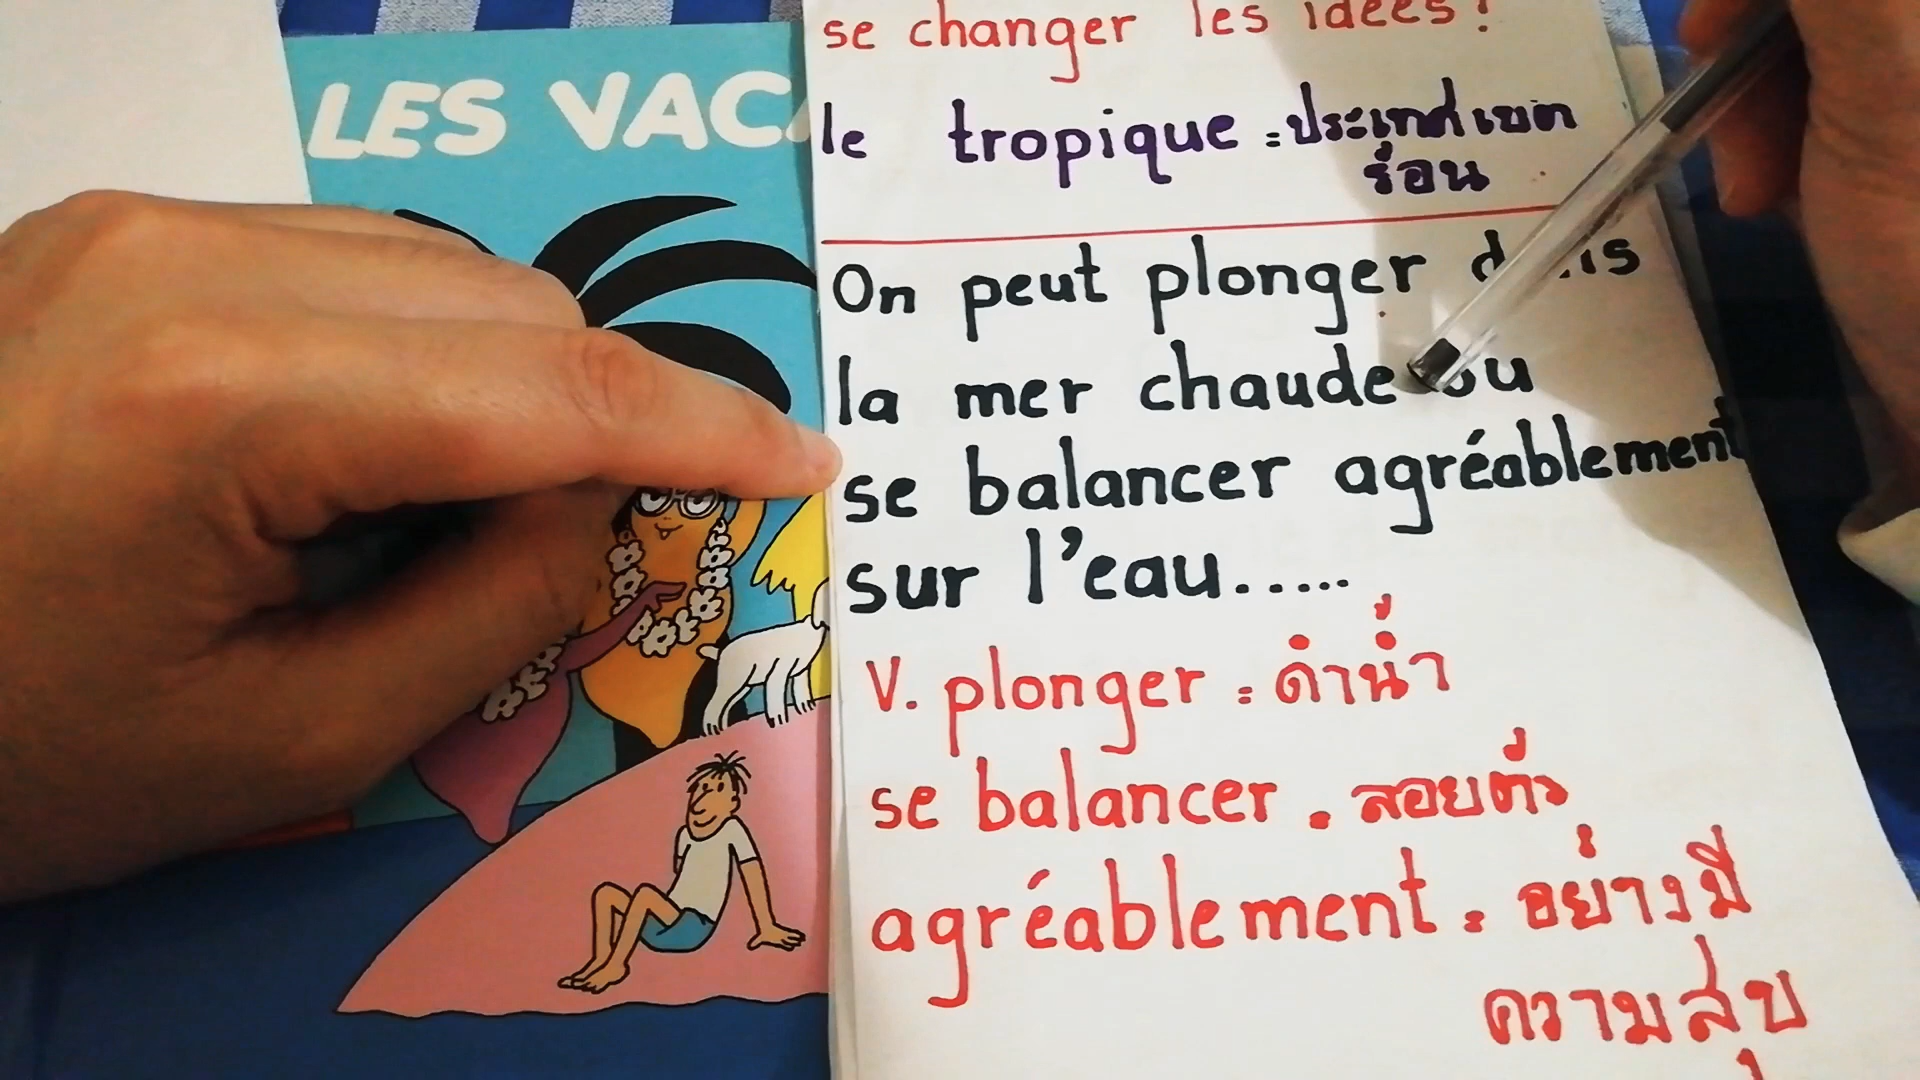 LES VAC
se changer les idées!
le tropique = ประเทศเขต
ร้อน
On peut plonger
la mer chaude ou
se balancer agréablement
sur l'eau.....
V. plonger = ดำน้ำ
se balancer = ลอยตัว
agréablement = อย่างมี
ความสุข